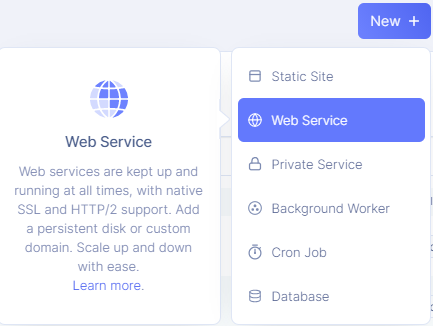 New +
Web Service
Web services are kept up and
running at all times, with native
SSL and HTTP/2 support. Add
a persistent disk or custom
domain. Scale up and down
with ease.
Learn more.
Static Site
Web Service
Private Service
Background Worker
Cron Job
Database